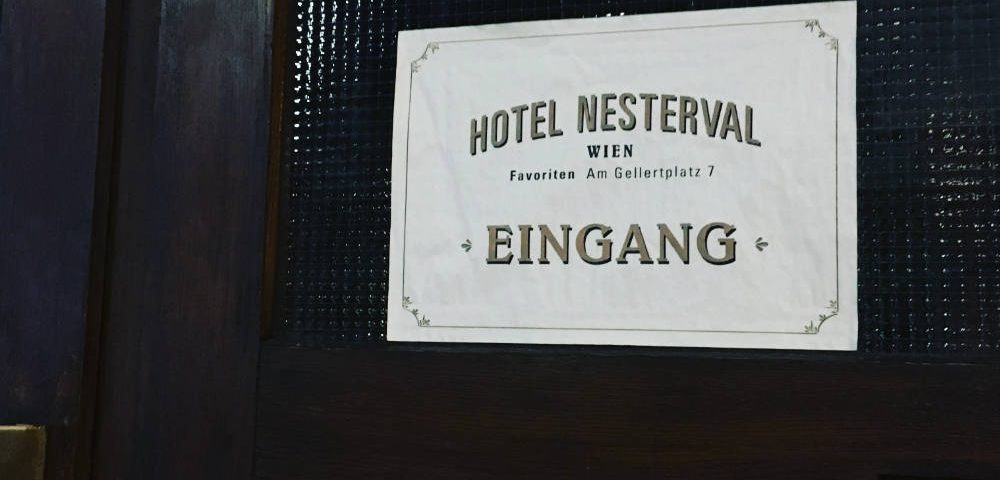 HOTEL NESTERVAL
WIEN
Favoriten Am Gellertplatz 7
EINGANG